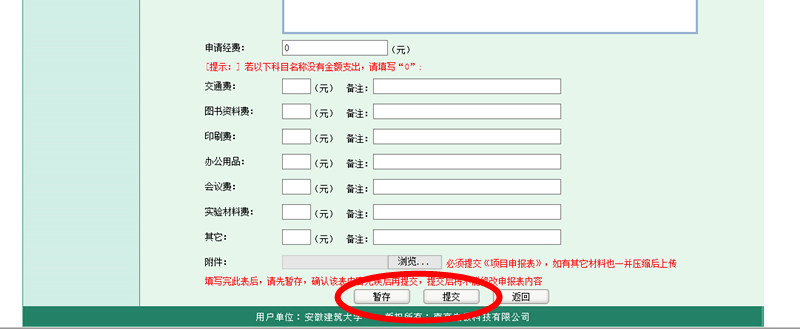 申请经费： 0 （元）
[提示：] 若以下科目名称没有金额支出，请填写“0”；
交通费： （元） 备注：
图书资料费： （元） 备注：
印刷费： （元） 备注：
办公用品： （元） 备注：
会议费： （元） 备注：
实验材料费： （元） 备注：
其它： （元） 备注：
附件： 浏览... 必须提交《项目申报表》，如有其它材料也一并压缩后上传
填写完此表后，请先暂存，确认该表内容无误后再提交，提交后将不能修改申报表内容
暂存 提交 返回
用户单位：安徽建筑大学 版权所有： 科技有限公司